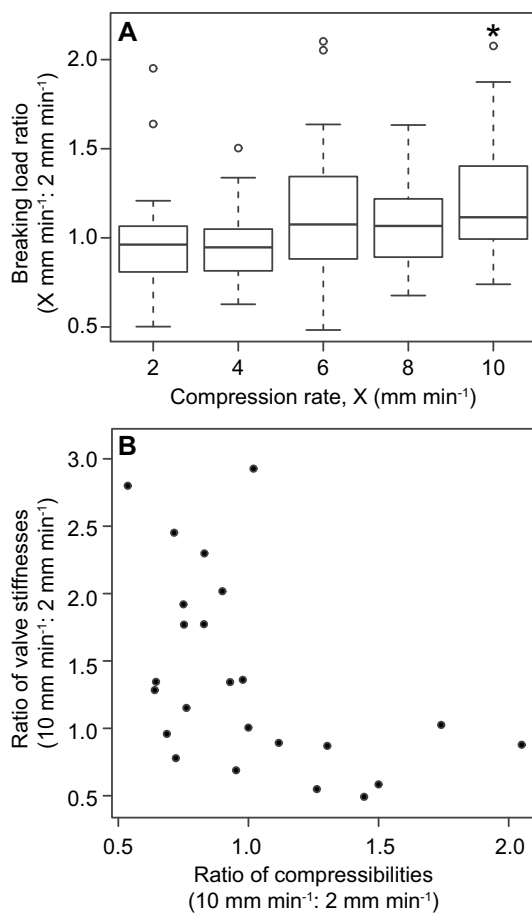 A
*
2.0
1.5
1.0
0.5
Breaking load ratio
(X mm min⁻¹: 2 mm min⁻¹)
2 4 6 8 10
Compression rate, X (mm min⁻¹)
B
3.0
2.5
2.0
1.5
1.0
0.5
Ratio of valve stiffnesses
(10 mm min⁻¹: 2 mm min⁻¹)
0.5 1.0 1.5 2.0
Ratio of compressibilities
(10 mm min⁻¹: 2 mm min⁻¹)